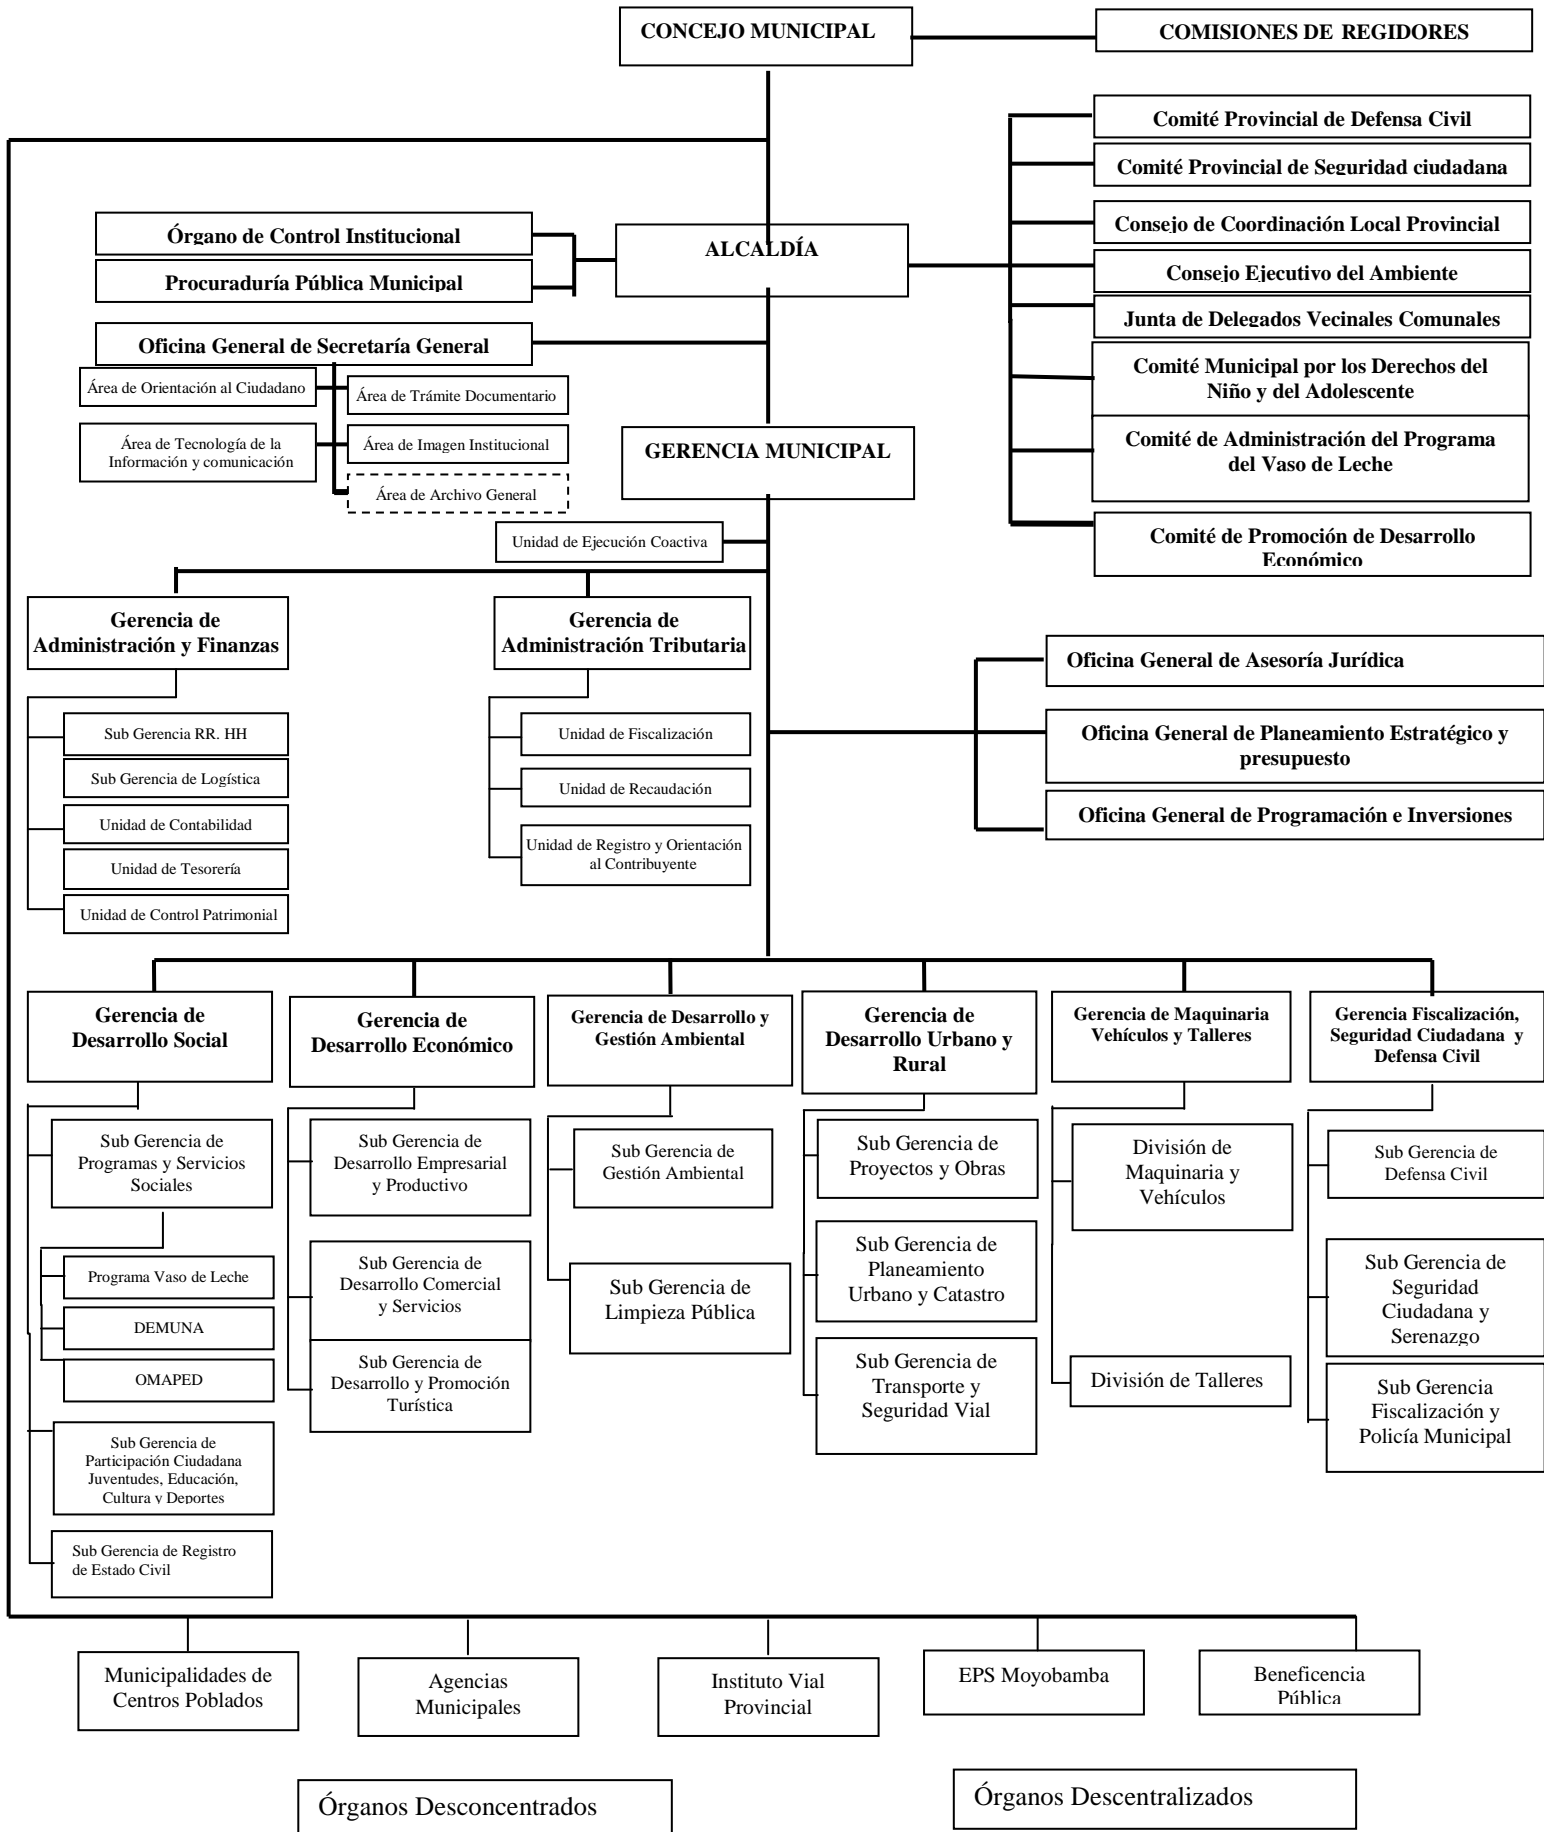 CONCEJO MUNICIPAL
COMISIONES DE REGIDORES
Comité Provincial de Defensa Civil
Comité Provincial de Seguridad ciudadana
Consejo de Coordinación Local Provincial
Consejo Ejecutivo del Ambiente
Junta de Delegados Vecinales Comunales
Comité Municipal por los Derechos del
Niño y del Adolescente
Comité de Administración del Programa
del Vaso de Leche
Comité de Promoción de Desarrollo
Económico
Órgano de Control Institucional
Procuraduría Pública Municipal
ALCALDÍA
Oficina General de Secretaría General
Área de Orientación al Ciudadano
Área de Trámite Documentario
Área de Tecnología de la
Información y comunicación
Área de Imagen Institucional
Área de Archivo General
GERENCIA MUNICIPAL
Unidad de Ejecución Coactiva
Gerencia de
Administración y Finanzas
Sub Gerencia RR. HH
Sub Gerencia de Logística
Unidad de Contabilidad
Unidad de Tesorería
Unidad de Control Patrimonial
Gerencia de
Administración Tributaria
Unidad de Fiscalización
Unidad de Recaudación
Unidad de Registro y Orientación
al Contribuyente
Oficina General de Asesoría Jurídica
Oficina General de Planeamiento Estratégico y
presupuesto
Oficina General de Programación e Inversiones
Gerencia de
Desarrollo Social
Sub Gerencia de
Programas y Servicios
Sociales
Programa Vaso de Leche
DEMUNA
OMAPED
Sub Gerencia de
Participación Ciudadana
Juventudes, Educación,
Cultura y Deportes
Sub Gerencia de Registro
de Estado Civil
Gerencia de
Desarrollo Económico
Sub Gerencia de
Desarrollo Empresarial
y Productivo
Sub Gerencia de
Desarrollo Comercial
y Servicios
Sub Gerencia de
Desarrollo y Promoción
Turística
Gerencia de Desarrollo y
Gestión Ambiental
Sub Gerencia de
Gestión Ambiental
Sub Gerencia de
Limpieza Pública
Gerencia de
Desarrollo Urbano y
Rural
Sub Gerencia de
Proyectos y Obras
Sub Gerencia de
Planeamiento
Urbano y Catastro
Sub Gerencia de
Transporte y
Seguridad Vial
Gerencia de Maquinaria
Vehículos y Talleres
División de
Maquinaria y
Vehículos
División de Talleres
Gerencia Fiscalización,
Seguridad Ciudadana y
Defensa Civil
Sub Gerencia de
Defensa Civil
Sub Gerencia de
Seguridad
Ciudadana y
Serenazgo
Sub Gerencia
Fiscalización y
Policía Municipal
Municipalidades de
Centros Poblados
Agencias
Municipales
Instituto Vial
Provincial
EPS Moyobamba
Beneficencia
Pública
Órganos Desconcentrados
Órganos Descentralizados